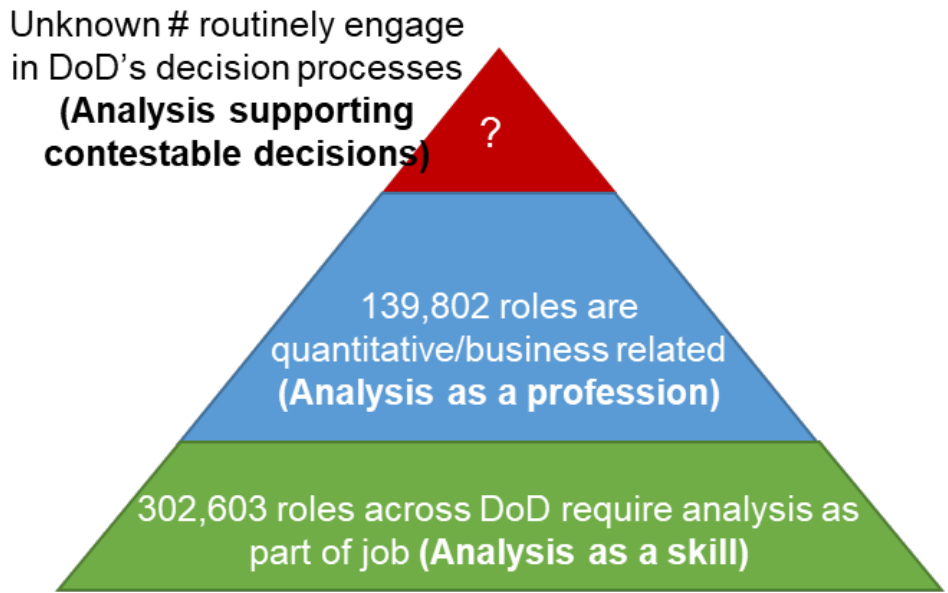 Unknown # routinely engage
in DoD’s decision processes
(Analysis supporting
contestable decisions)
?
139,802 roles are
quantitative/business related
(Analysis as a profession)
302,603 roles across DoD require analysis as
part of job (Analysis as a skill)